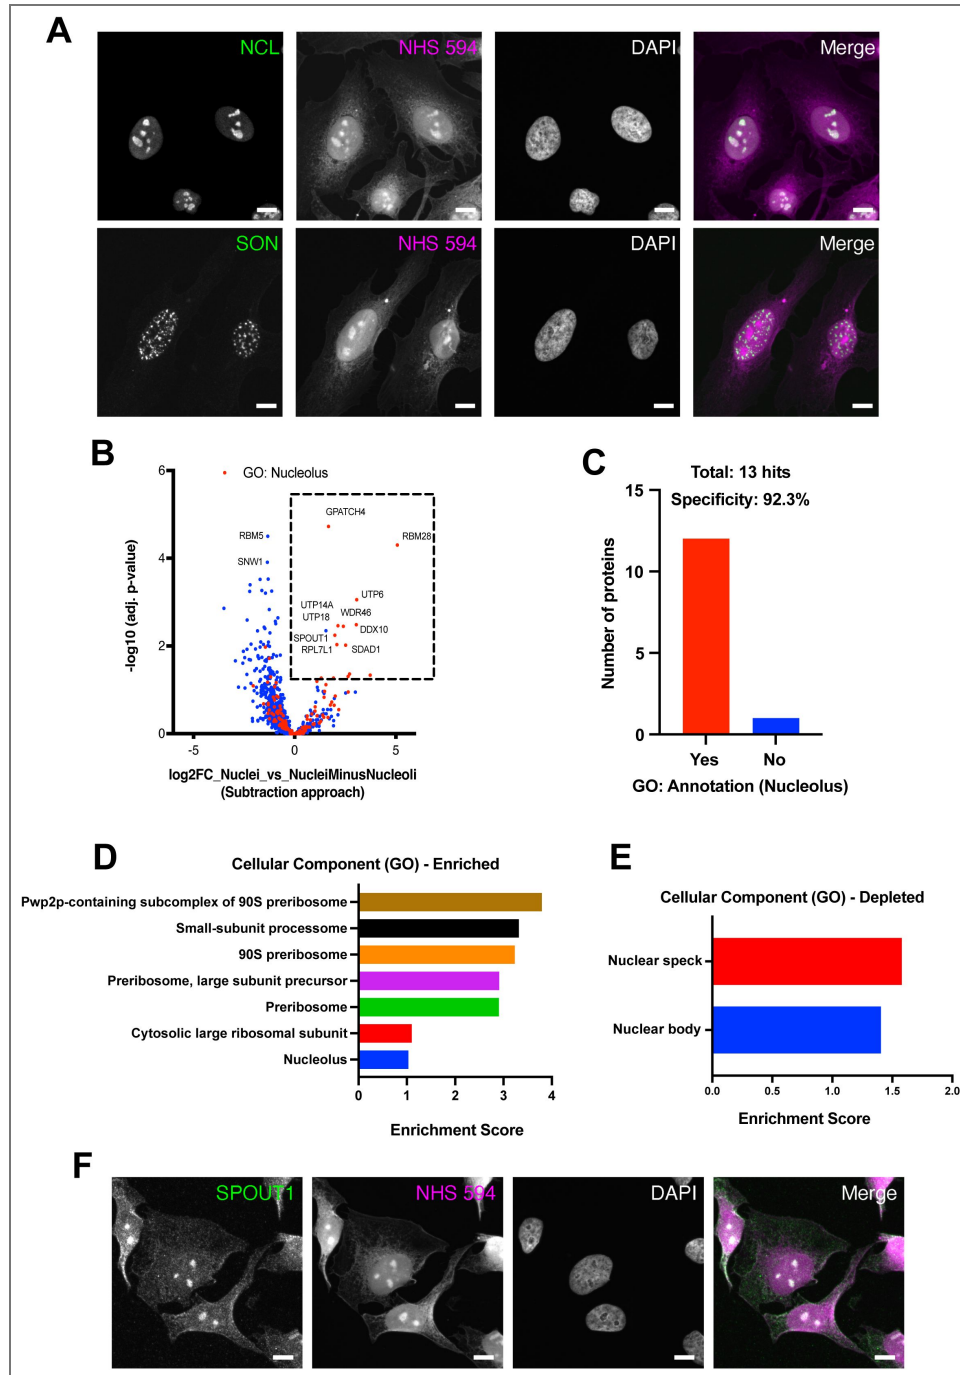 A
NCL
NHS 594
DAPI
Merge
SON
NHS 594
DAPI
Merge
B
GO: Nucleolus
-log10 (adj. p-value)
6
4
2
0
-5
0
5
GPATCH4
RBM28
RBM5
SNW1
UTP6
UTP14A
WDR46
UTP18
DDX10
SPOUT1
RPL7L1
SDAD1
log2FC_Nuclei_vs_NucleiMinusNucleoli
(Subtraction approach)
C
Total: 13 hits
Specificity: 92.3%
Number of proteins
15
10
5
0
Yes
No
GO: Annotation (Nucleolus)
D
Cellular Component (GO) - Enriched
Pwp2p-containing subcomplex of 90S preribosome
Small-subunit processome
90S preribosome
Preribosome, large subunit precursor
Preribosome
Cytosolic large ribosomal subunit
Nucleolus
0
1
2
3
4
Enrichment Score
E
Cellular Component (GO) - Depleted
Nuclear speck
Nuclear body
0.0
0.5
1.0
1.5
2.0
Enrichment Score
F
SPOUT1
NHS 594
DAPI
Merge